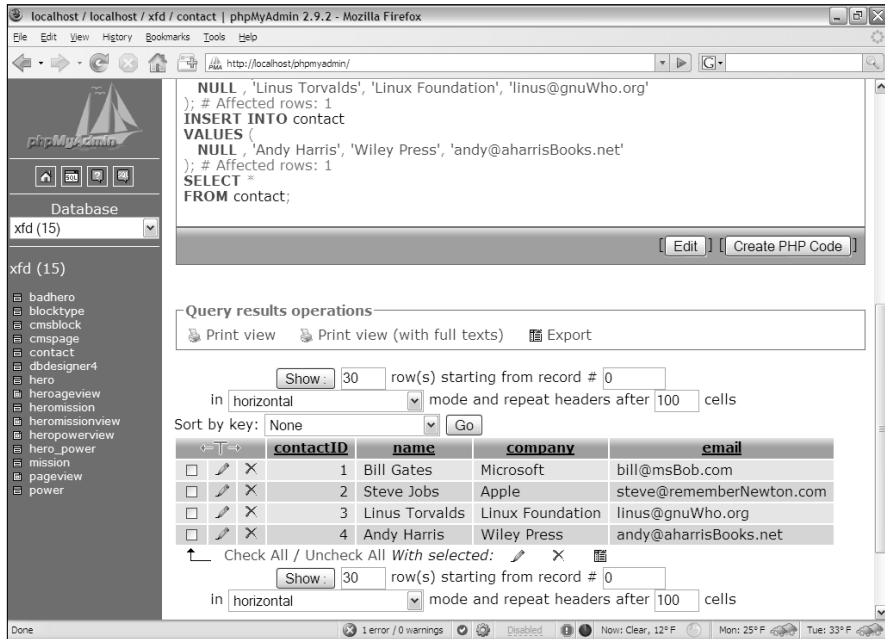 localhost / localhost / xfd / contact | phpMyAdmin 2.9.2 - Mozilla Firefox
File Edit View History Bookmarks Tools Help
PMA http://localhost/phpmyadmin/ G
phpMyAdmin
SQL
Database
xfd (15)
xfd (15)
badhero
blocktype
cmsblock
cmspage
contact
dbdesigner4
hero
heroageview
heromission
heromissionview
heropowerview
hero_power
mission
pageview
power
NULL , 'Linus Torvalds', 'Linux Foundation', 'linus@gnuWho.org'
); # Affected rows: 1
INSERT INTO contact
VALUES (
NULL , 'Andy Harris', 'Wiley Press', 'andy@aharrisBooks.net'
); # Affected rows: 1
SELECT *
FROM contact;
[ Edit ] [ Create PHP Code ]
Query results operations
Print view Print view (with full texts) Export
Show : 30 row(s) starting from record # 0
in horizontal mode and repeat headers after 100 cells
Sort by key: None Go
←T→ contactID name company email
1 Bill Gates Microsoft bill@msBob.com
2 Steve Jobs Apple steve@rememberNewton.com
3 Linus Torvalds Linux Foundation linus@gnuWho.org
4 Andy Harris Wiley Press andy@aharrisBooks.net
Check All / Uncheck All With selected:
Show : 30 row(s) starting from record # 0
in horizontal mode and repeat headers after 100 cells
Done 1 error / 0 warnings Disabled Now: Clear, 12° F Mon: 25° F Tue: 33° F